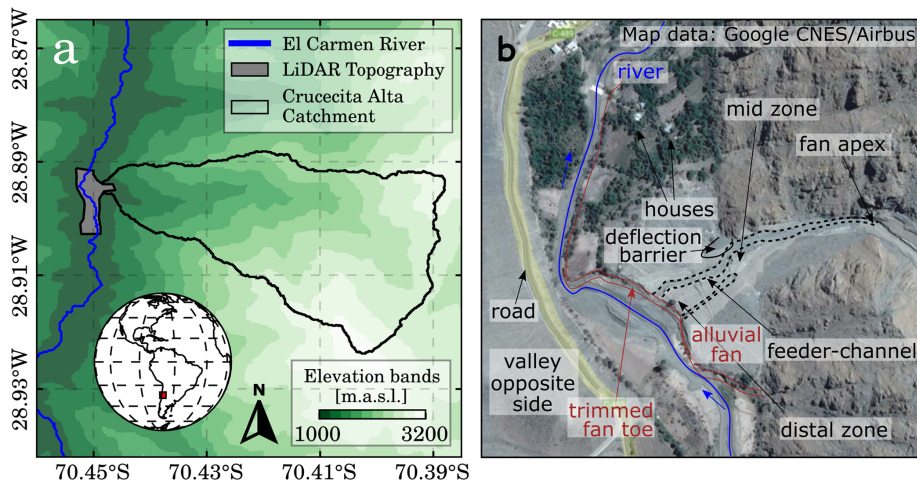 a
El Carmen River
LiDAR Topography
Crucecita Alta
Catchment
28.87°W
28.89°W
28.91°W
28.93°W
N
Elevation bands
[m.a.s.l.]
1000
3200
70.45°S
70.43°S
70.41°S
70.39°S
b
C-489
Map data: Google CNES/Airbus
river
mid zone
fan apex
houses
deflection
barrier
road
alluvial
fan
feeder-channel
valley
opposite
side
trimmed
fan toe
distal zone